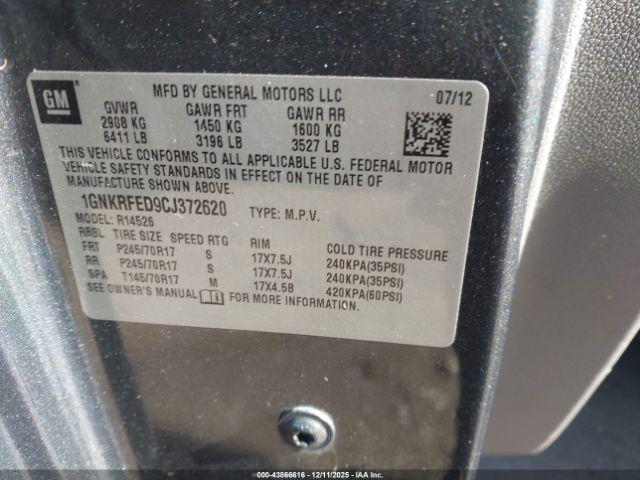 GM
MFD BY GENERAL MOTORS LLC 07/12
GVWR GAWR FRT GAWR RR
2908 KG 1450 KG 1600 KG
6411 LB 3196 LB 3527 LB
THIS VEHICLE CONFORMS TO ALL APPLICABLE U.S. FEDERAL MOTOR
VEHICLE SAFETY STANDARDS IN EFFECT ON THE DATE OF
MANUFACTURE SHOWN ABOVE.
1GNKRFED9CJ372620 TYPE: M.P.V.
MODEL: R14526
RRBL TIRE SIZE SPEED RTG RIM COLD TIRE PRESSURE
FRT P245/70R17 S 17X7.5J 240KPA(35PSI)
RR P245/70R17 S 17X7.5J 240KPA(35PSI)
SPA T145/70R17 M 17X4.5B 420KPA(60PSI)
SEE OWNER'S MANUAL FOR MORE INFORMATION.
000-43866616 - 12/11/2025 - IAAI.COM